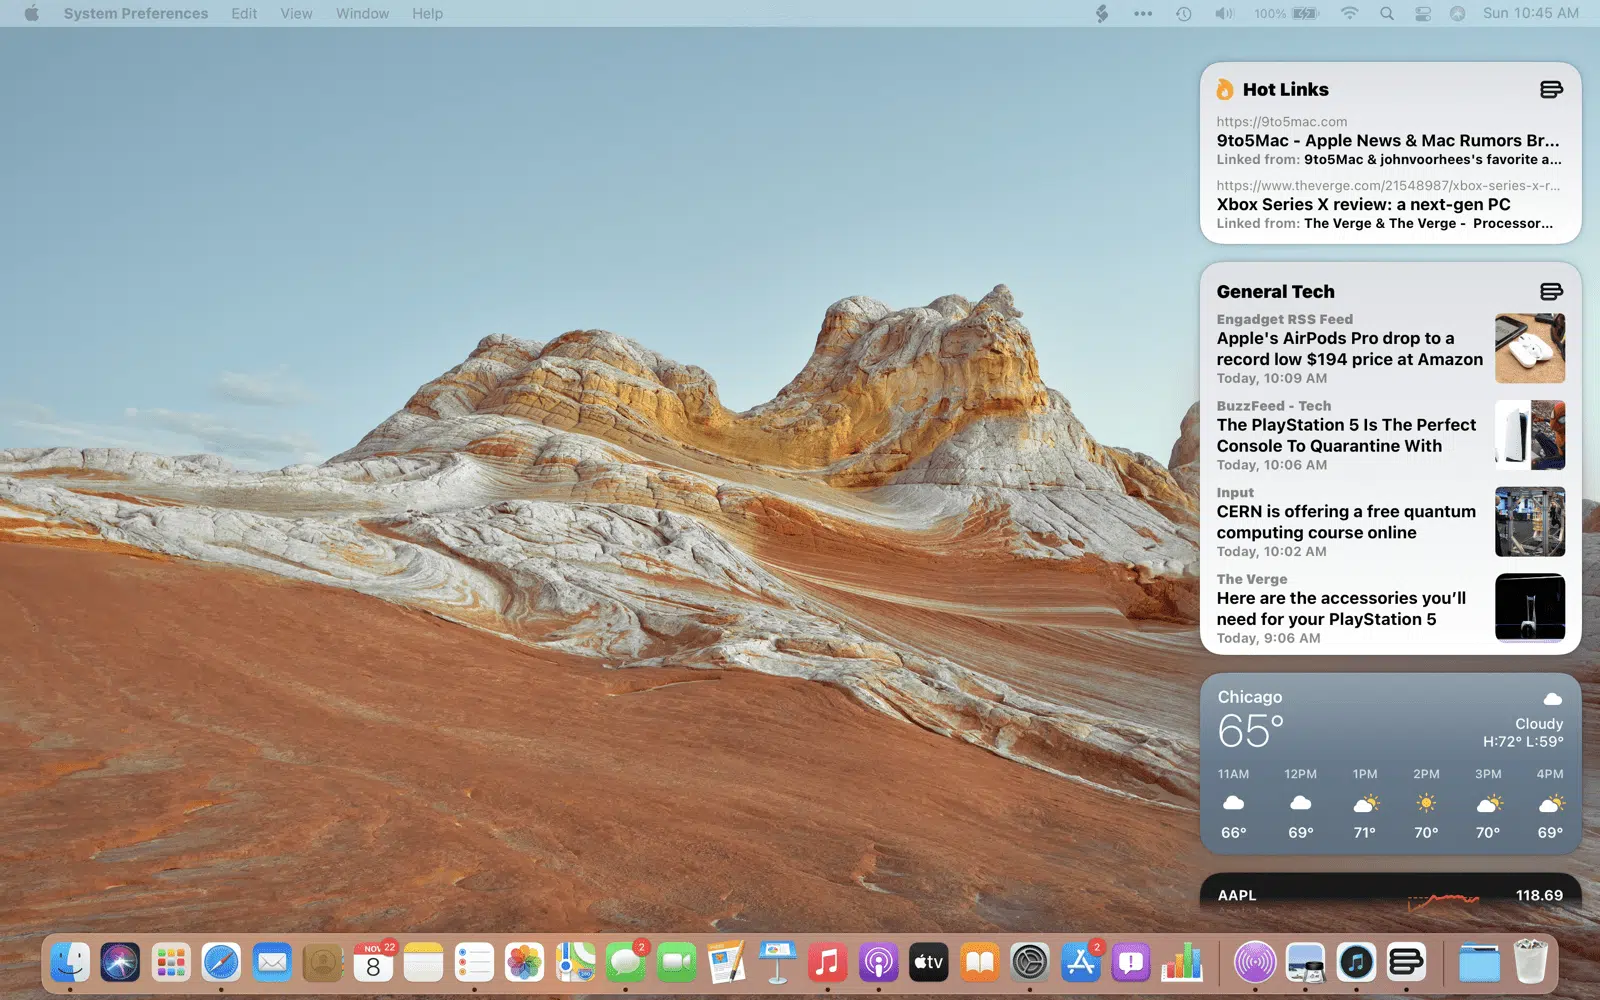 System Preferences Edit View Window Help
100% Sun 10:45 AM
Hot Links
https://9to5mac.com
9to5Mac - Apple News & Mac Rumors Br...
Linked from: 9to5Mac & johnvoorhees's favorite a...
https://www.theverge.com/21548987/xbox-series-x-r...
Xbox Series X review: a next-gen PC
Linked from: The Verge & The Verge - Processor...
General Tech
Engadget RSS Feed
Apple's AirPods Pro drop to a
record low $194 price at Amazon
Today, 10:09 AM
BuzzFeed - Tech
The PlayStation 5 Is The Perfect
Console To Quarantine With
Today, 10:06 AM
Input
CERN is offering a free quantum
computing course online
Today, 10:02 AM
The Verge
Here are the accessories you’ll
need for your PlayStation 5
Today, 9:06 AM
Chicago
65°
Cloudy
H:72° L:59°
11AM 12PM 1PM 2PM 3PM 4PM
66° 69° 71° 70° 70° 69°
AAPL 118.69
NOV 22
8
2
tv
2